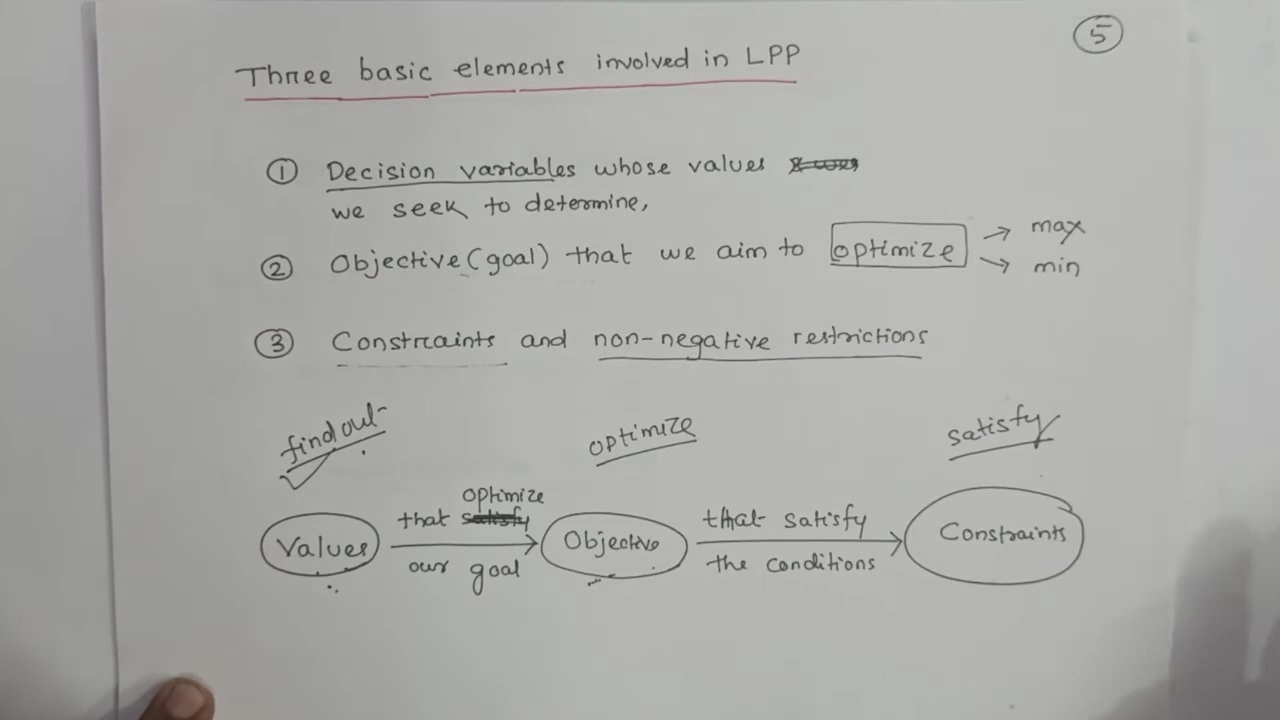 5
Three basic elements involved in LPP
① Decision variables whose values
we seek to determine,
② Objective (goal) that we aim to optimize → max
→ min
③ Constraints and non-negative restrictions
find out
optimize
satisfy
Values
that optimize
satisfy
our goal
Objective
that satisfy
the conditions
Constraints